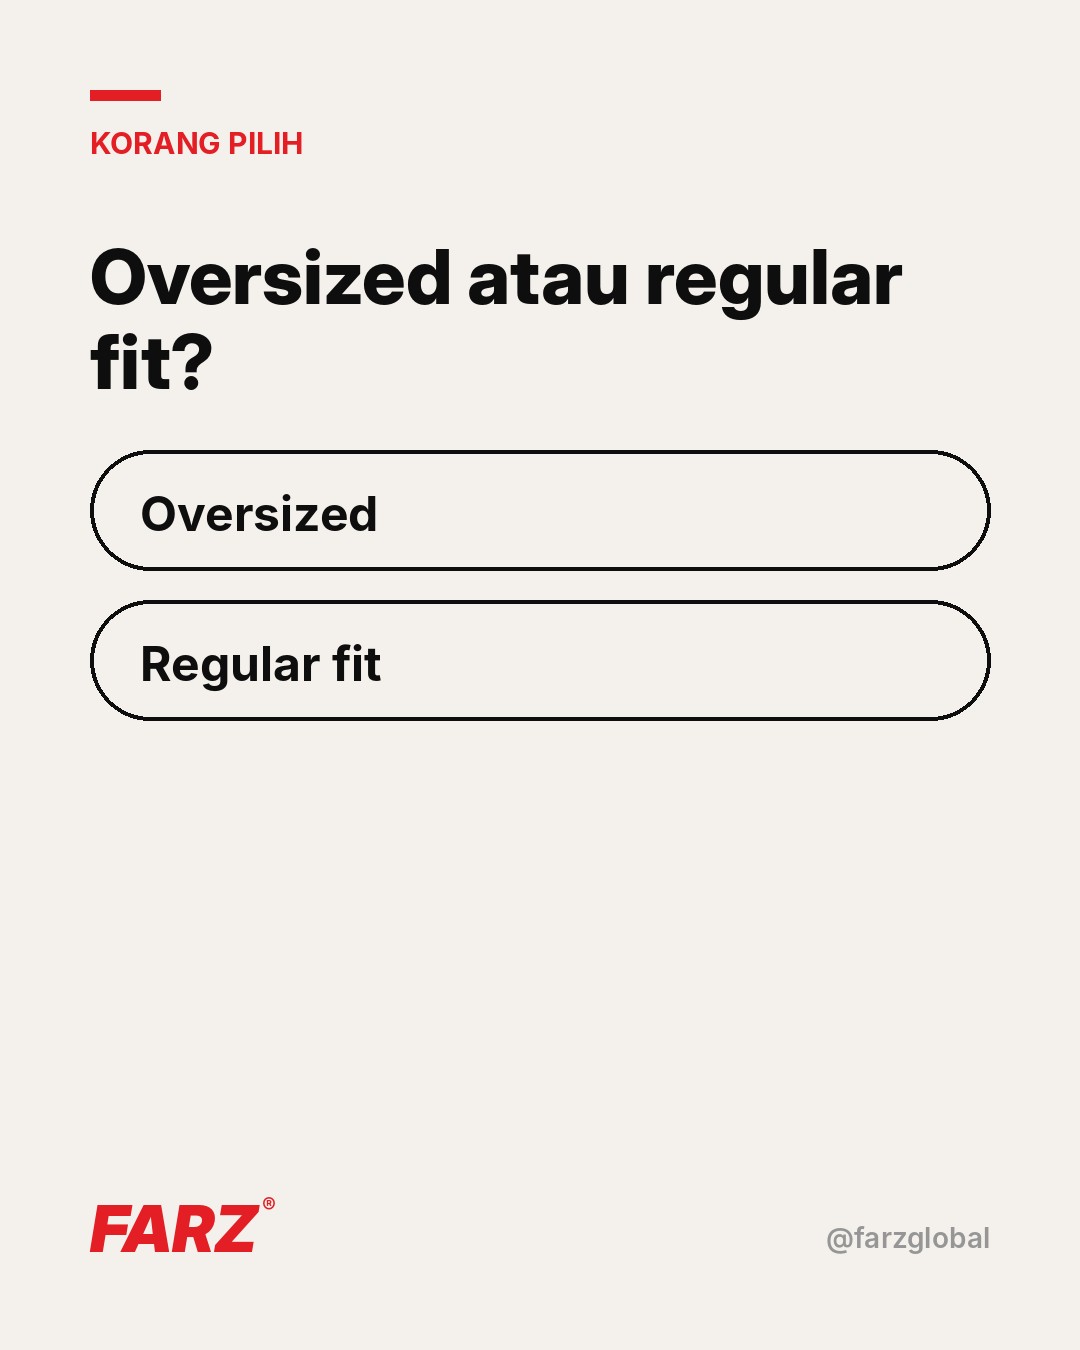 KORANG PILIH
Oversized atau regular
fit?
Oversized
Regular fit
FARZ®
@farzglobal